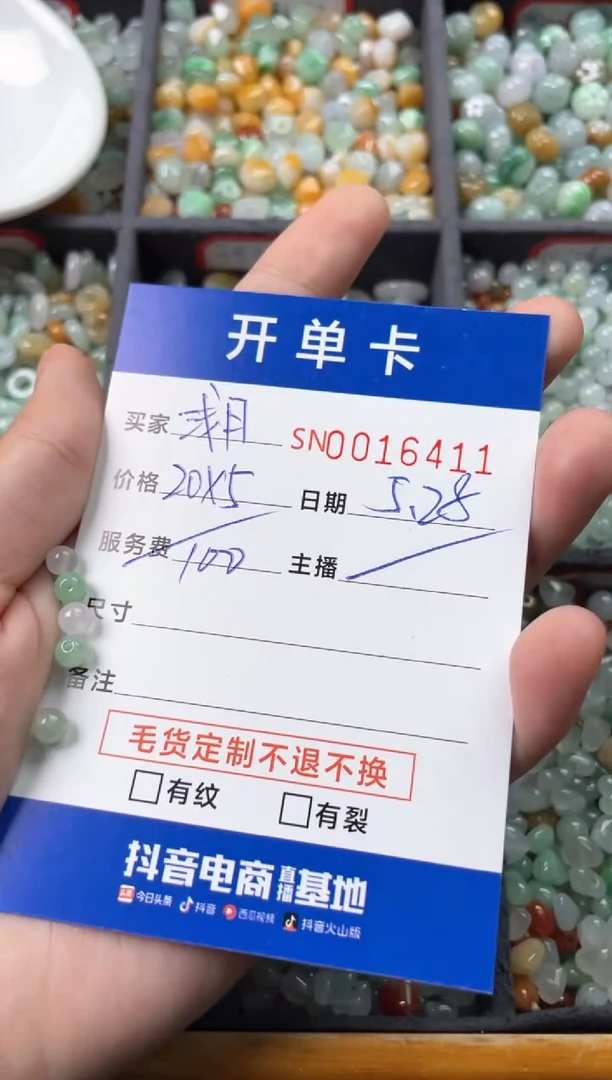 开单卡
买家 浅月 SN0016411
价格 20X5 日期 5.28
服务费 100 主播
尺寸
备注
毛货定制不退不换
有纹 有裂
抖音电商直播基地
今日头条 抖音 西瓜视频 抖音火山版